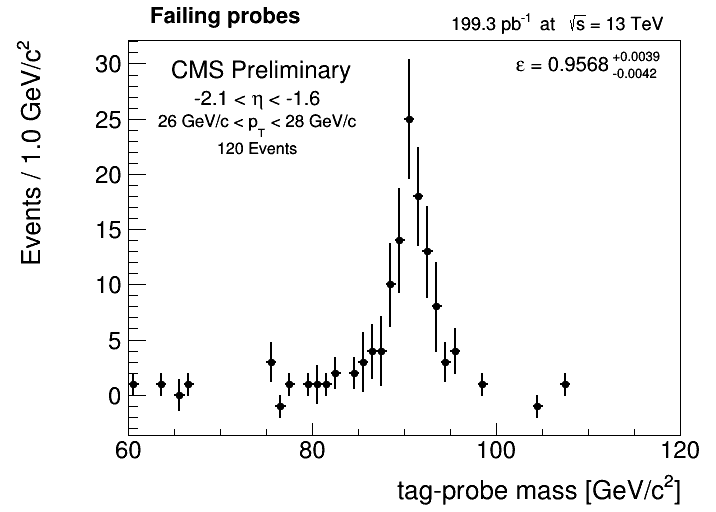 Failing probes
199.3 pb⁻¹ at √s = 13 TeV
Events / 1.0 GeV/c²
CMS Preliminary
-2.1 < η < -1.6
26 GeV/c < p_T < 28 GeV/c
120 Events
ε = 0.9568 +0.0039 -0.0042
30
25
20
15
10
5
0
60 80 100 120
tag-probe mass [GeV/c²]